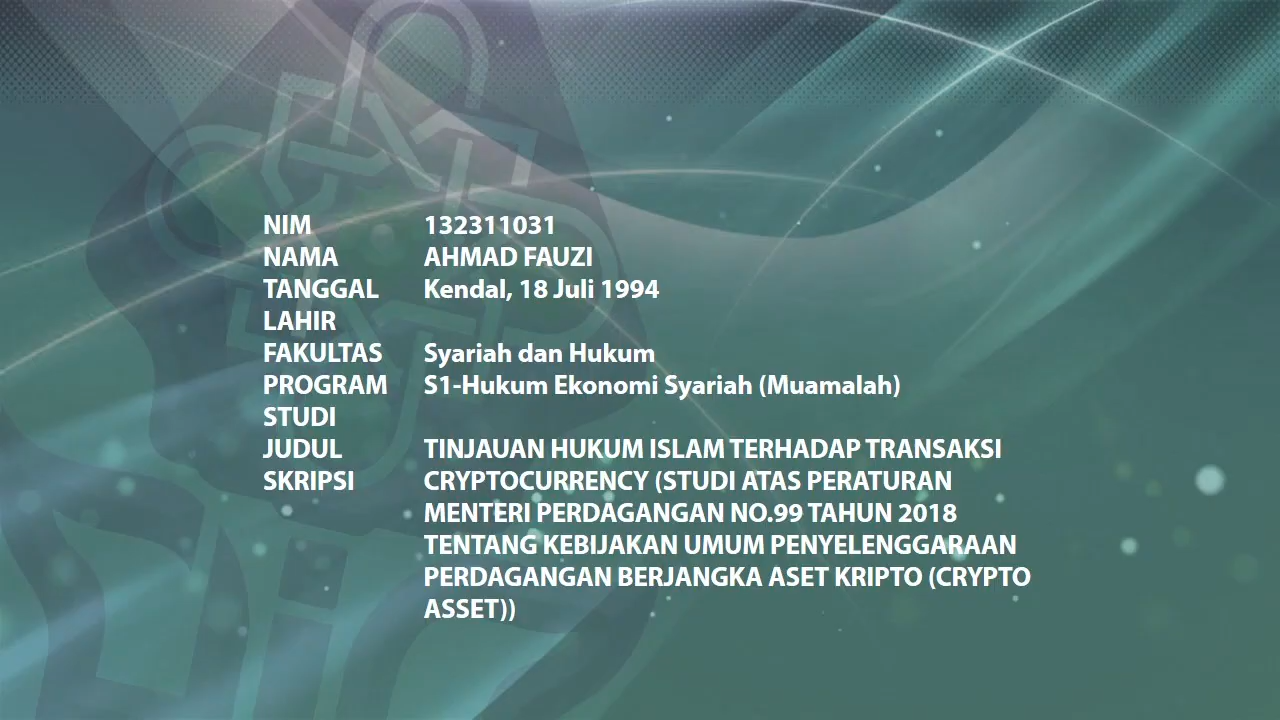 NIM 132311031
NAMA AHMAD FAUZI
TANGGAL Kendal, 18 Juli 1994
LAHIR
FAKULTAS Syariah dan Hukum
PROGRAM S1-Hukum Ekonomi Syariah (Muamalah)
STUDI
JUDUL TINJAUAN HUKUM ISLAM TERHADAP TRANSAKSI
SKRIPSI CRYPTOCURRENCY (STUDI ATAS PERATURAN
MENTERI PERDAGANGAN NO.99 TAHUN 2018
TENTANG KEBIJAKAN UMUM PENYELENGGARAAN
PERDAGANGAN BERJANGKA ASET KRIPTO (CRYPTO
ASSET))